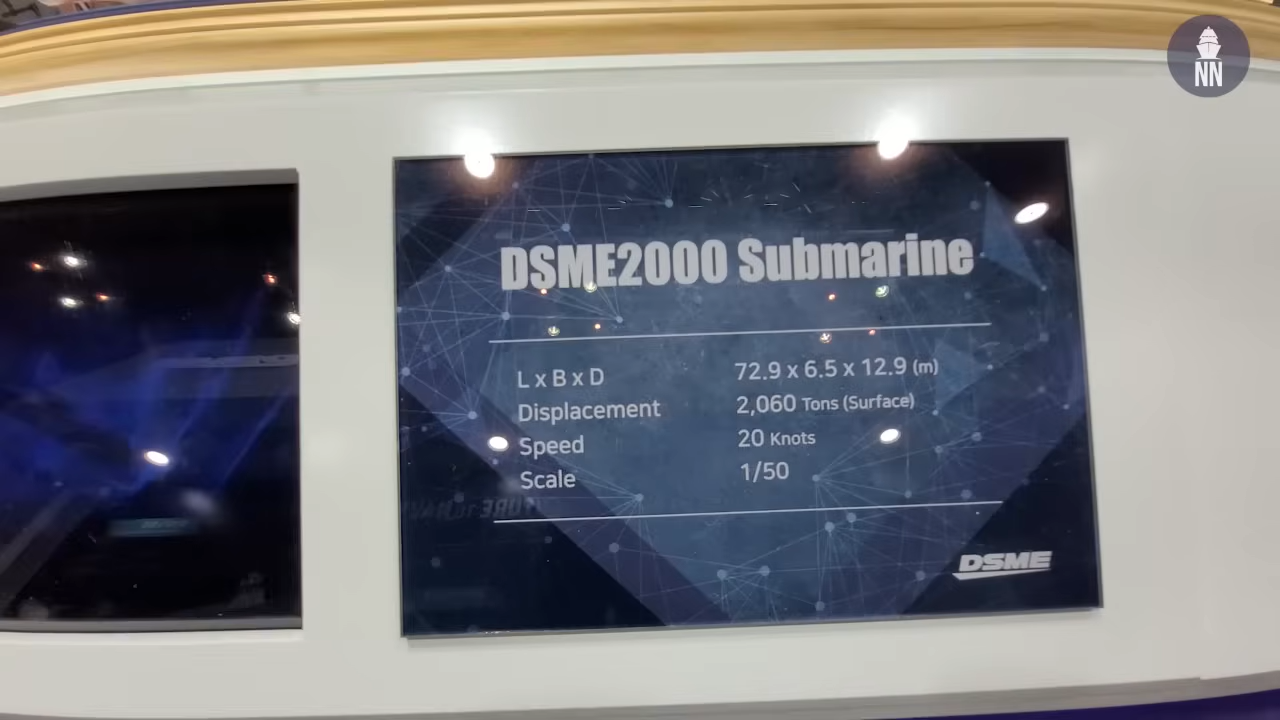 NN
DSME2000 Submarine
L x B x D 72.9 x 6.5 x 12.9 (m)
Displacement 2,060 Tons (Surface)
Speed 20 Knots
Scale 1/50
DSME